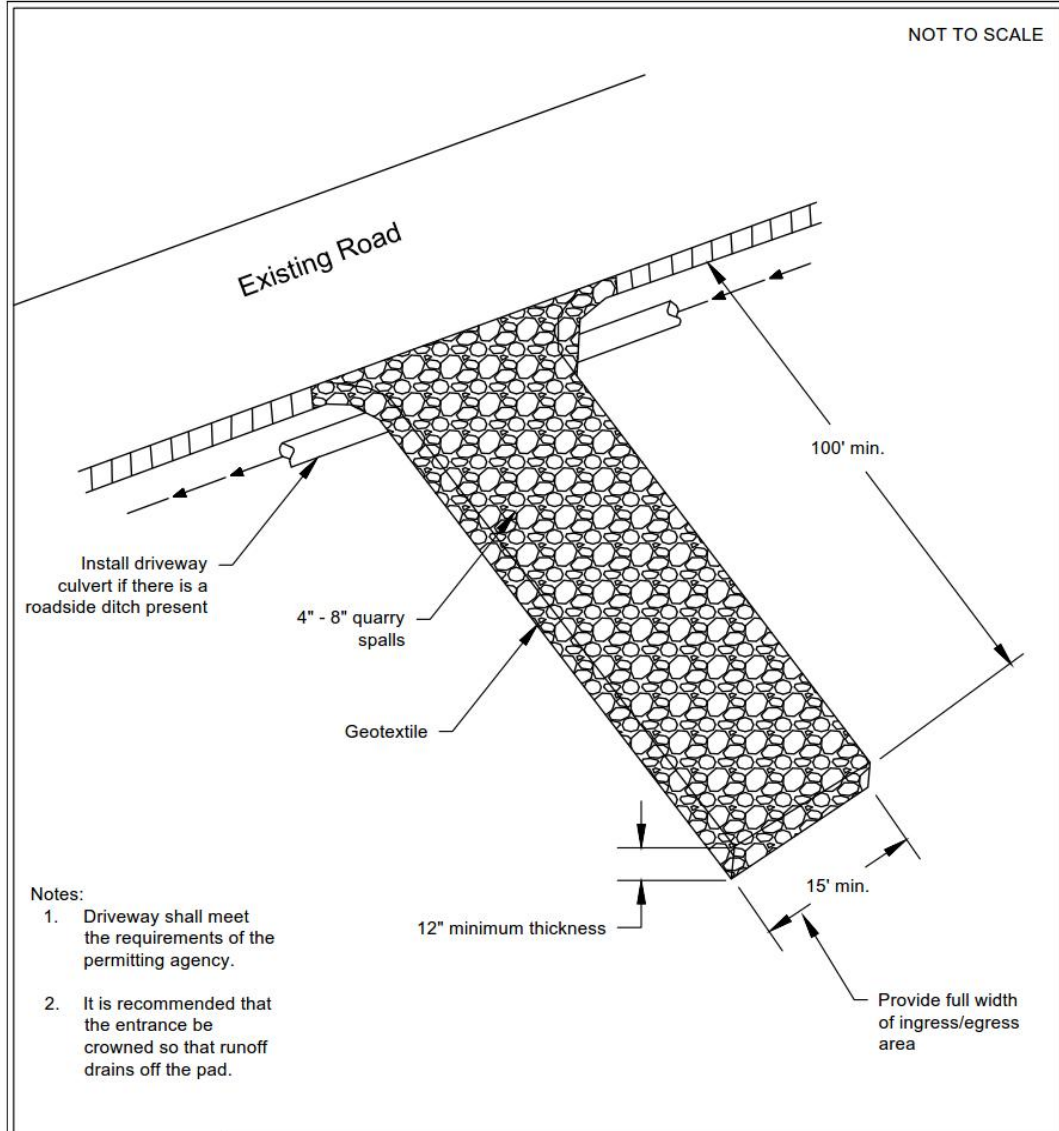 NOT TO SCALE
Existing Road
100' min.
Install driveway
culvert if there is a
roadside ditch present
4" - 8" quarry
spalls
Geotextile
15' min.
12" minimum thickness
Provide full width
of ingress/egress
area
Notes:
1. Driveway shall meet
the requirements of the
permitting agency.
2. It is recommended that
the entrance be
crowned so that runoff
drains off the pad.